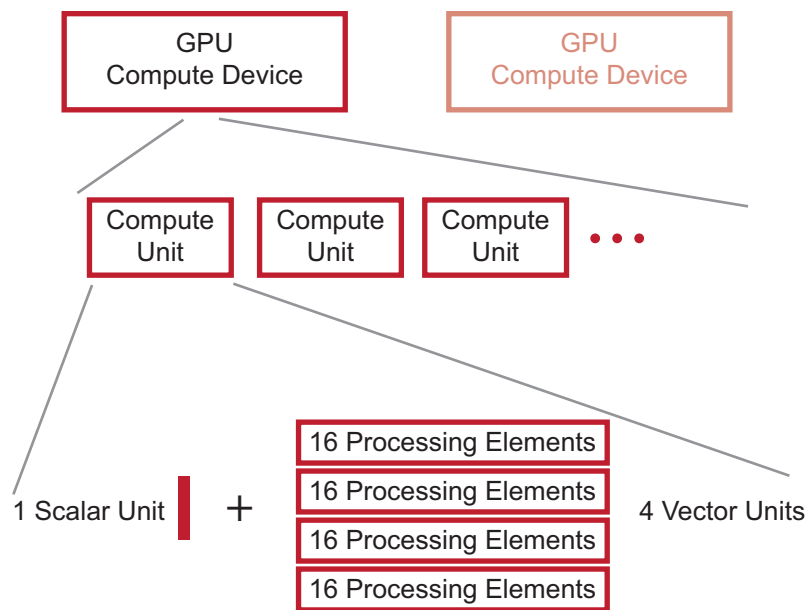 GPU
Compute Device
GPU
Compute Device
Compute
Unit
Compute
Unit
Compute
Unit
16 Processing Elements
16 Processing Elements
1 Scalar Unit
+
4 Vector Units
16 Processing Elements
16 Processing Elements